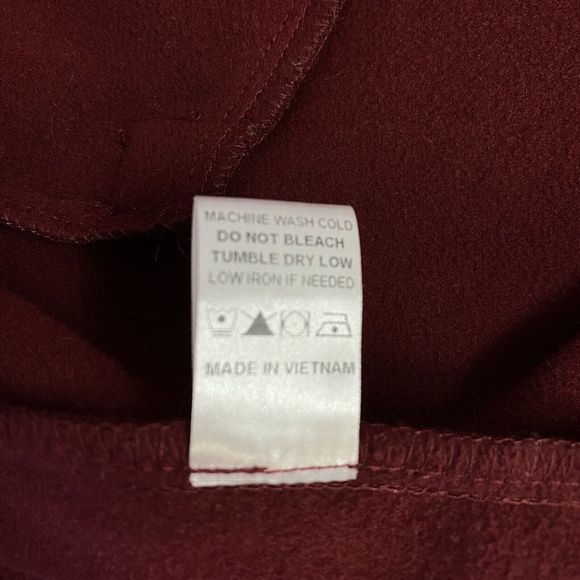 MACHINE WASH COLD
DO NOT BLEACH
TUMBLE DRY LOW
LOW IRON IF NEEDED
MADE IN VIETNAM